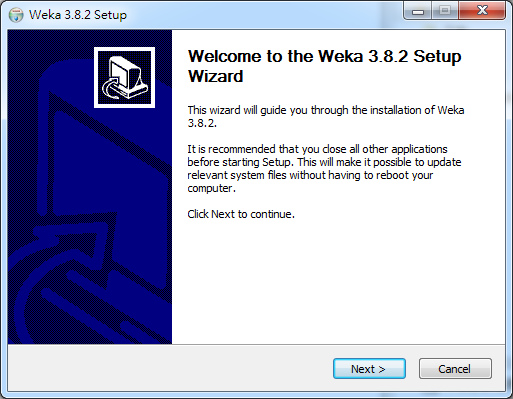 Weka 3.8.2 Setup
Welcome to the Weka 3.8.2 Setup
Wizard
This wizard will guide you through the installation of Weka
3.8.2.
It is recommended that you close all other applications
before starting Setup. This will make it possible to update
relevant system files without having to reboot your
computer.
Click Next to continue.
Next >
Cancel